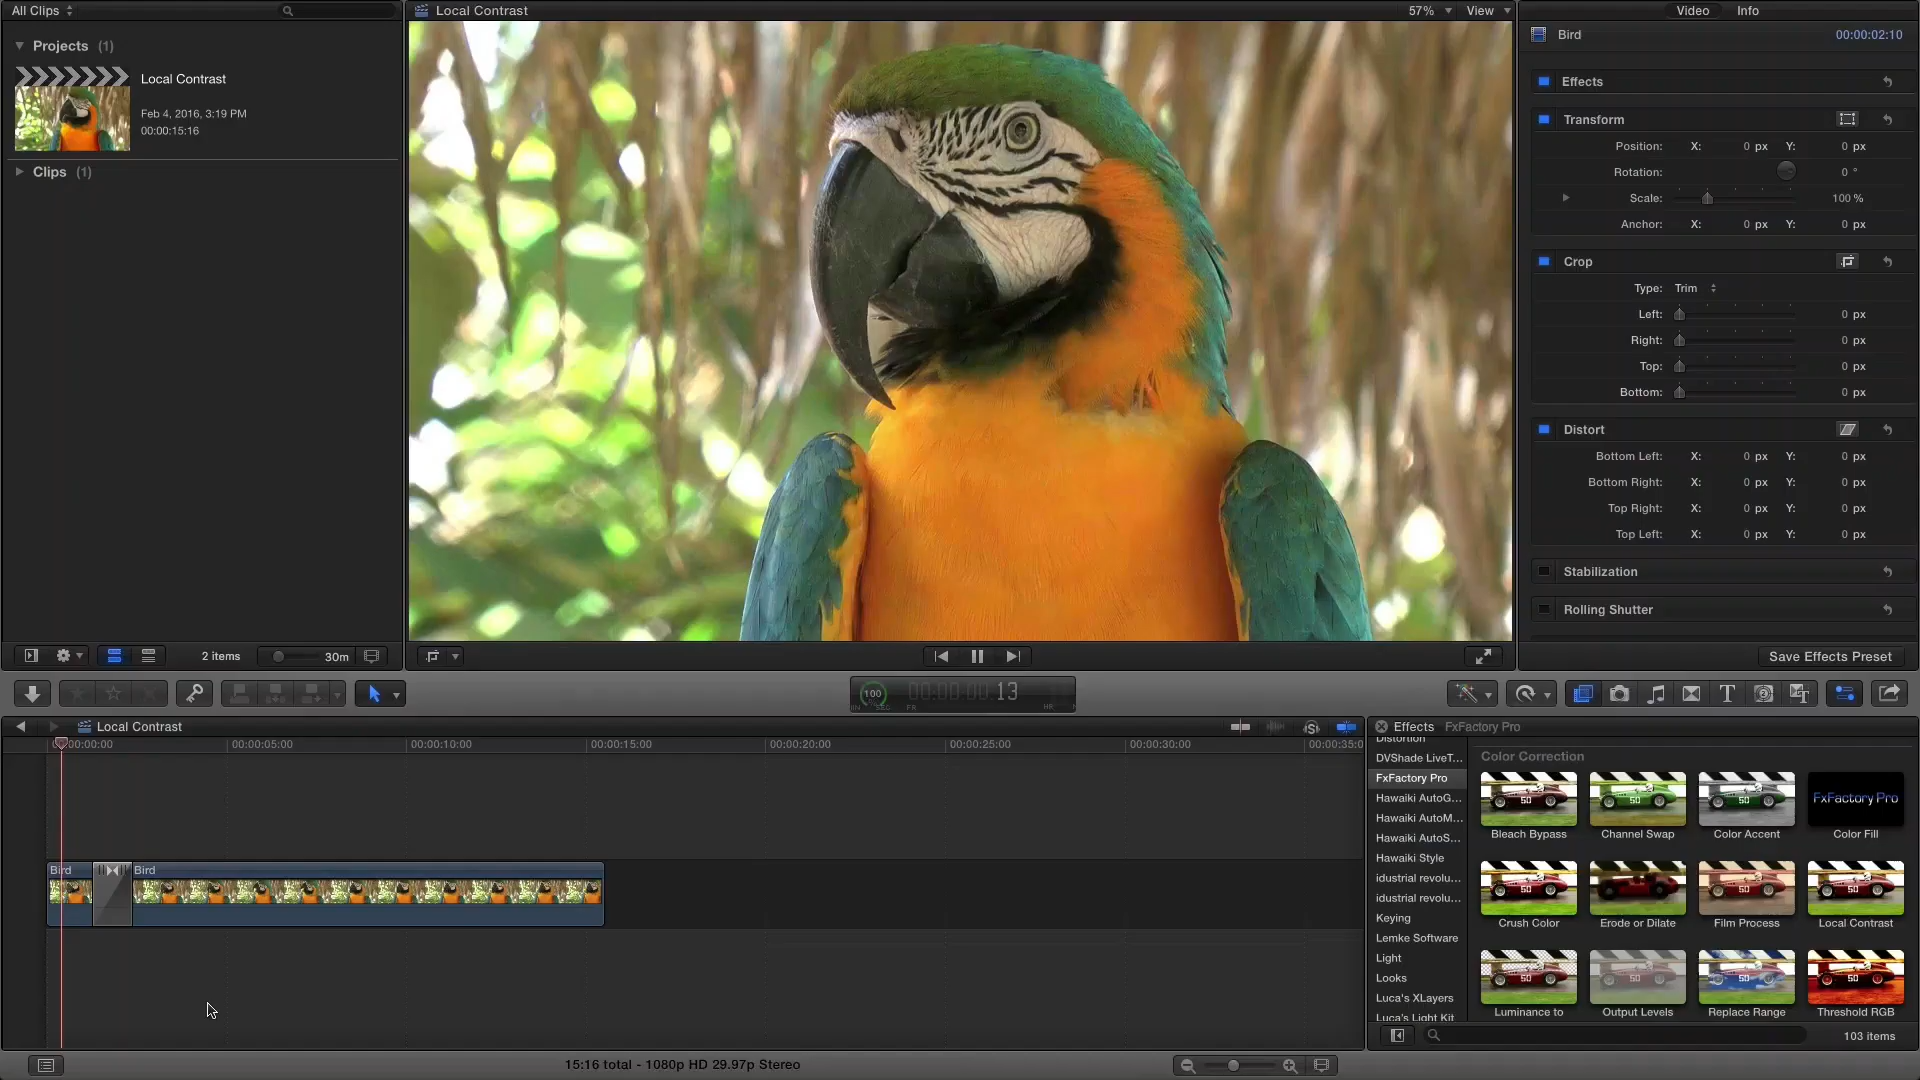 All Clips
Projects (1)
Local Contrast
Feb 4, 2016, 3:19 PM
00:00:15:16
Clips (1)
2 items
30m
Local Contrast
57%
View
Video
Info
Bird
00:00:02:10
Effects
Transform
Position: X: 0 px Y: 0 px
Rotation: 0 °
Scale: 100 %
Anchor: X: 0 px Y: 0 px
Crop
Type: Trim
Left: 0 px
Right: 0 px
Top: 0 px
Bottom: 0 px
Distort
Bottom Left: X: 0 px Y: 0 px
Bottom Right: X: 0 px Y: 0 px
Top Right: X: 0 px Y: 0 px
Top Left: X: 0 px Y: 0 px
Stabilization
Rolling Shutter
Save Effects Preset
100
00:00:00:13
HR SEC FR
Local Contrast
00:00:05:00
00:00:10:00
00:00:15:00
00:00:20:00
00:00:25:00
00:00:30:00
00:00:35:0
Bird
Bird
15:16 total - 1080p HD 29.97p Stereo
Effects
FxFactory Pro
Distortion
DVShade LiveT...
FxFactory Pro
Hawaiki AutoG...
Hawaiki AutoM...
Hawaiki AutoS...
Hawaiki Style
idustrial revolu...
idustrial revolu...
Keying
Lemke Software
Light
Looks
Luca's XLayers
Luca's Light Kit
Color Correction
FxFactory Pro
Bleach Bypass
Channel Swap
Color Accent
Color Fill
Crush Color
Erode or Dilate
Film Process
Local Contrast
Luminance to
Output Levels
Replace Range
Threshold RGB
103 items